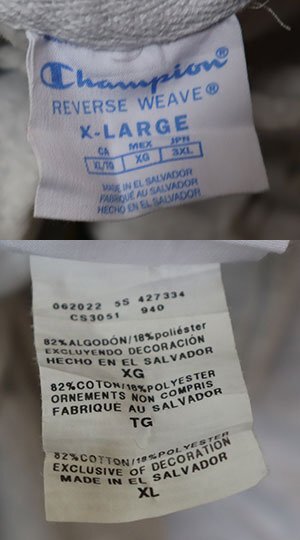 Champion®
REVERSE WEAVE®
X-LARGE
CA MEX JPN
XL/TG XG 2XL
MADE IN EL SALVADOR
FABRIQUÉ AU SALVADOR
HECHO EN EL SALVADOR
062022 5S 427334
CS3051 940
82% ALGODÓN/18% poliéster
EXCLUYENDO DECORACIÓN
HECHO EN EL SALVADOR
XG
82% COTON/18% POLYESTER
ORNEMENTS NON COMPRIS
FABRIQUE AU SALVADOR
TG
82% COTTON/18% POLYESTER
EXCLUSIVE OF DECORATION
MADE IN EL SALVADOR
XL